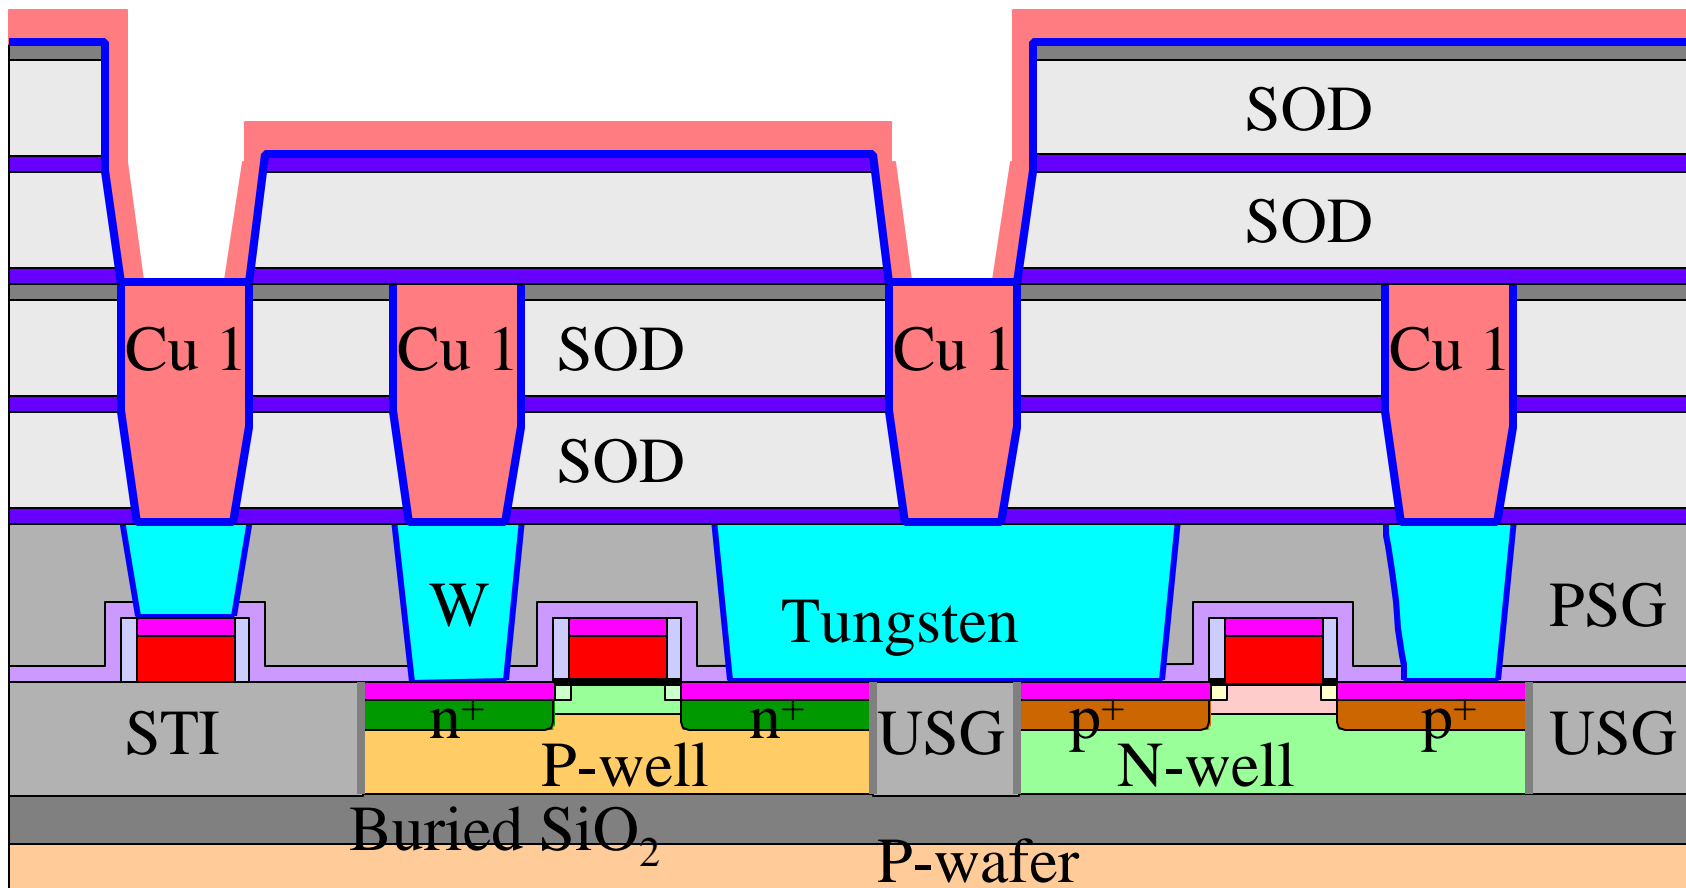 SOD
SOD
Cu 1 Cu 1 SOD Cu 1 Cu 1
SOD
W Tungsten PSG
STI n⁺ n⁺ USG p⁺ p⁺ USG
P-well N-well
Buried SiO₂
P-wafer